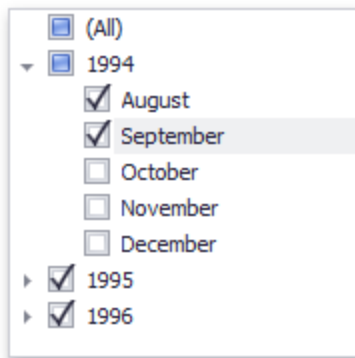 (All)
1994
August
September
October
November
December
1995
1996